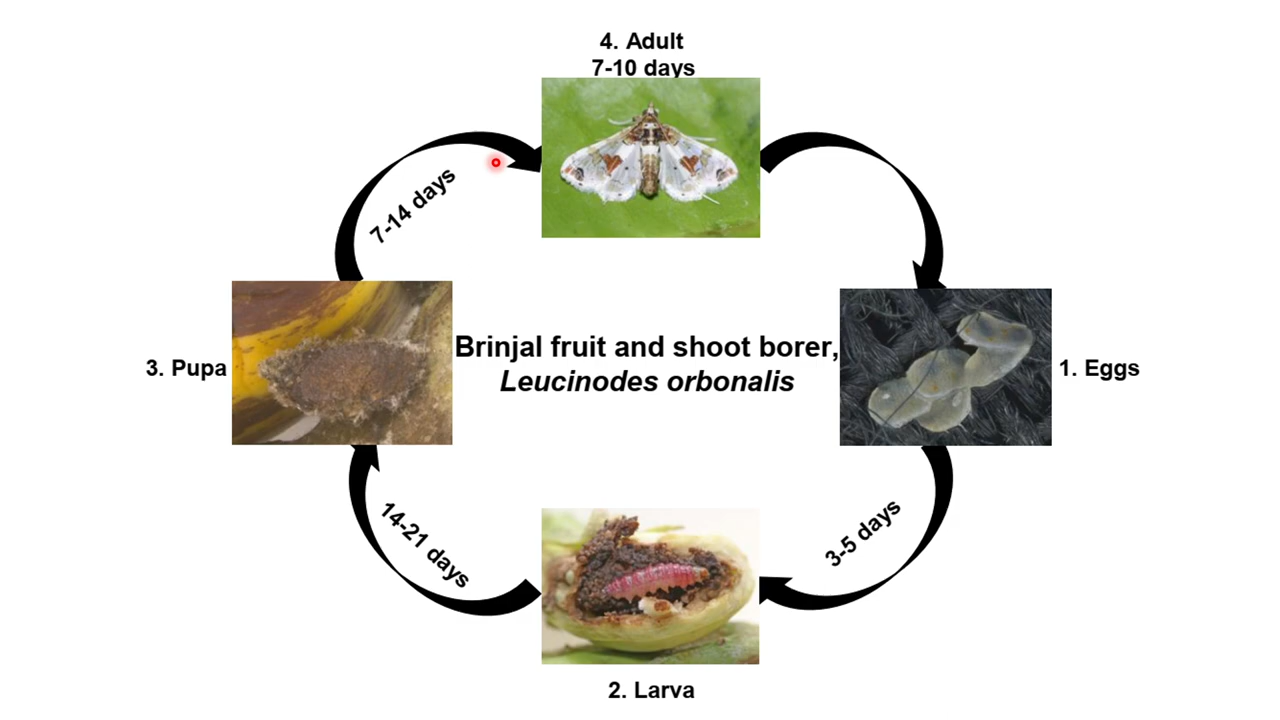 4. Adult
7-10 days
7-14 days
Brinjal fruit and shoot borer,
Leucinodes orbonalis
3. Pupa
1. Eggs
14-21 days
3-5 days
2. Larva